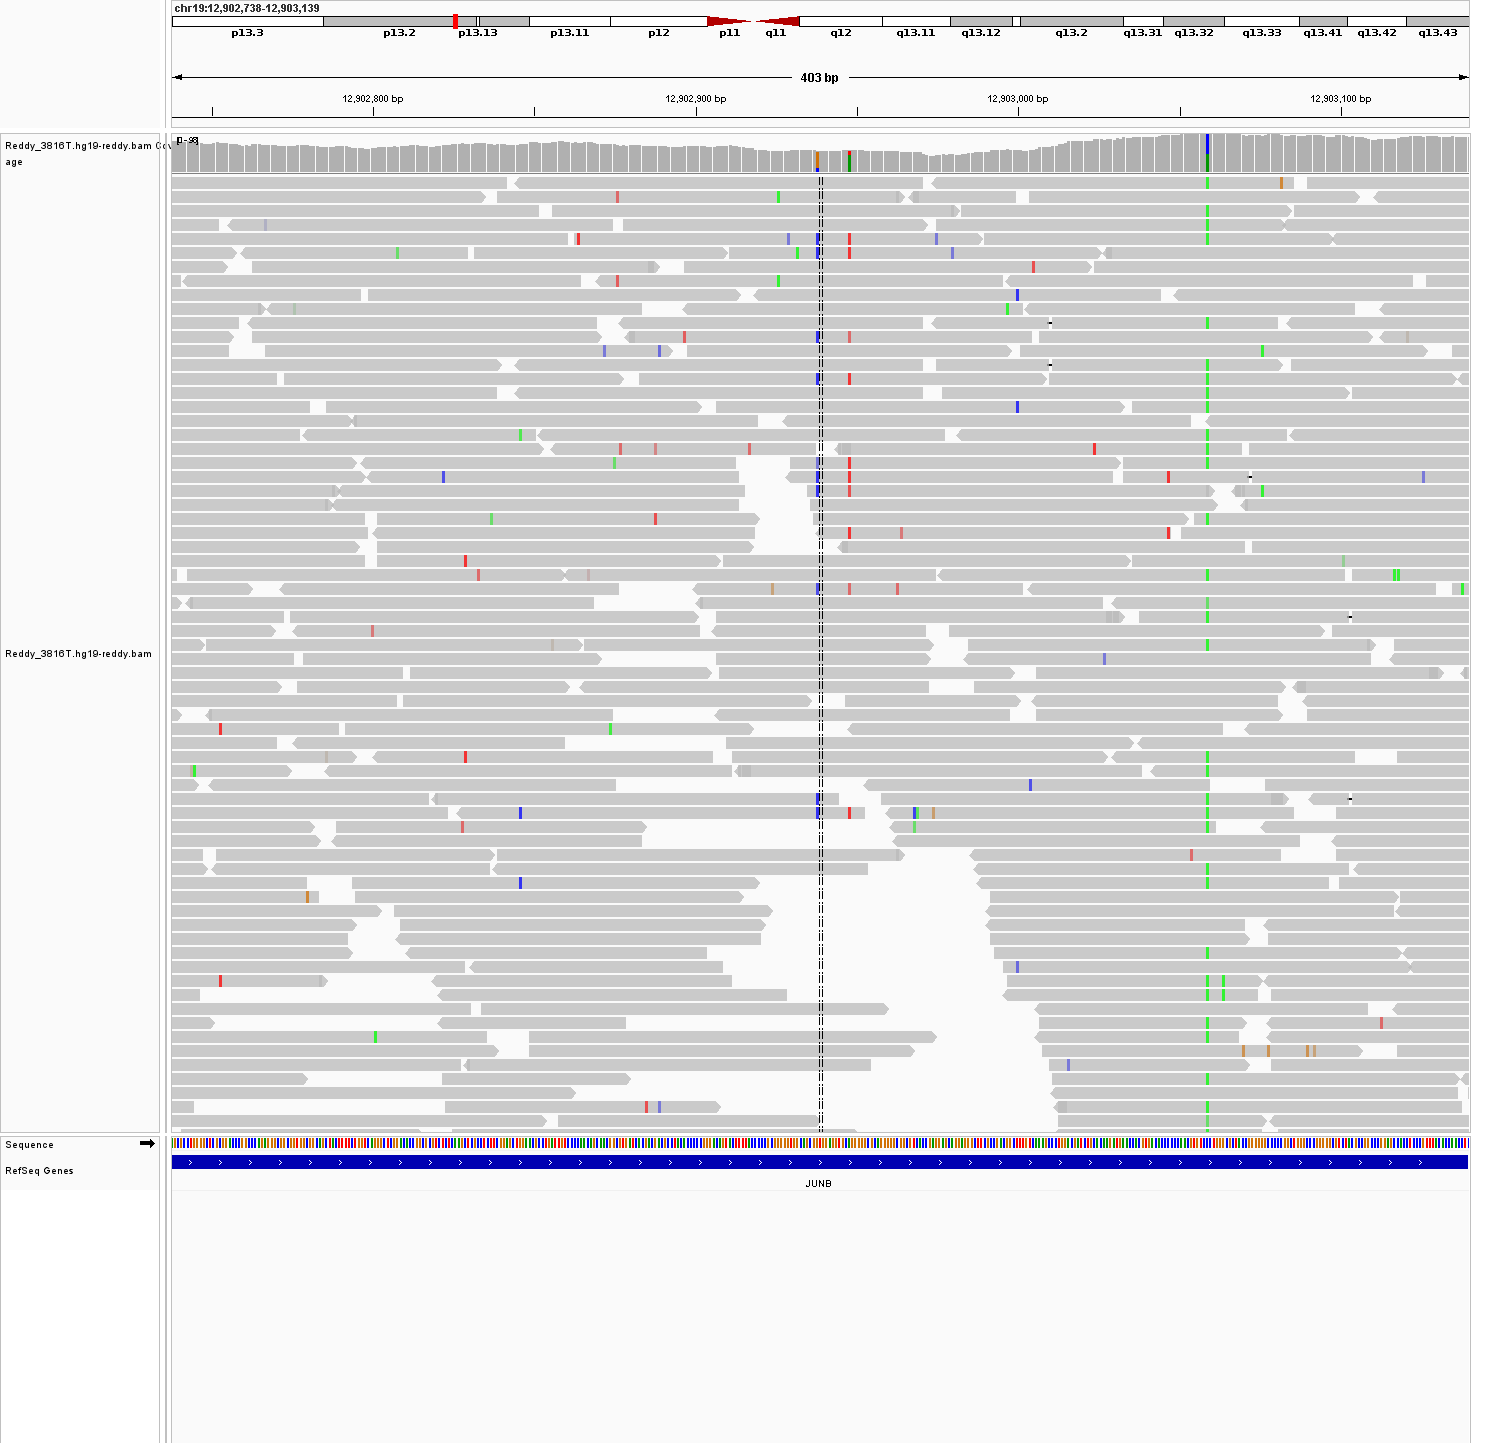 chr19:12,902,738-12,903,139
p13.3 p13.2 p13.13 p13.11 p12 p11 q11 q12 q13.11 q13.12 q13.2 q13.31 q13.32 q13.33 q13.41 q13.42 q13.43
403 bp
12,902,800 bp 12,902,900 bp 12,903,000 bp 12,903,100 bp
Reddy_3816T.hg19-reddy.bam Cov
age
Reddy_3816T.hg19-reddy.bam
Sequence
RefSeq Genes
JUNB